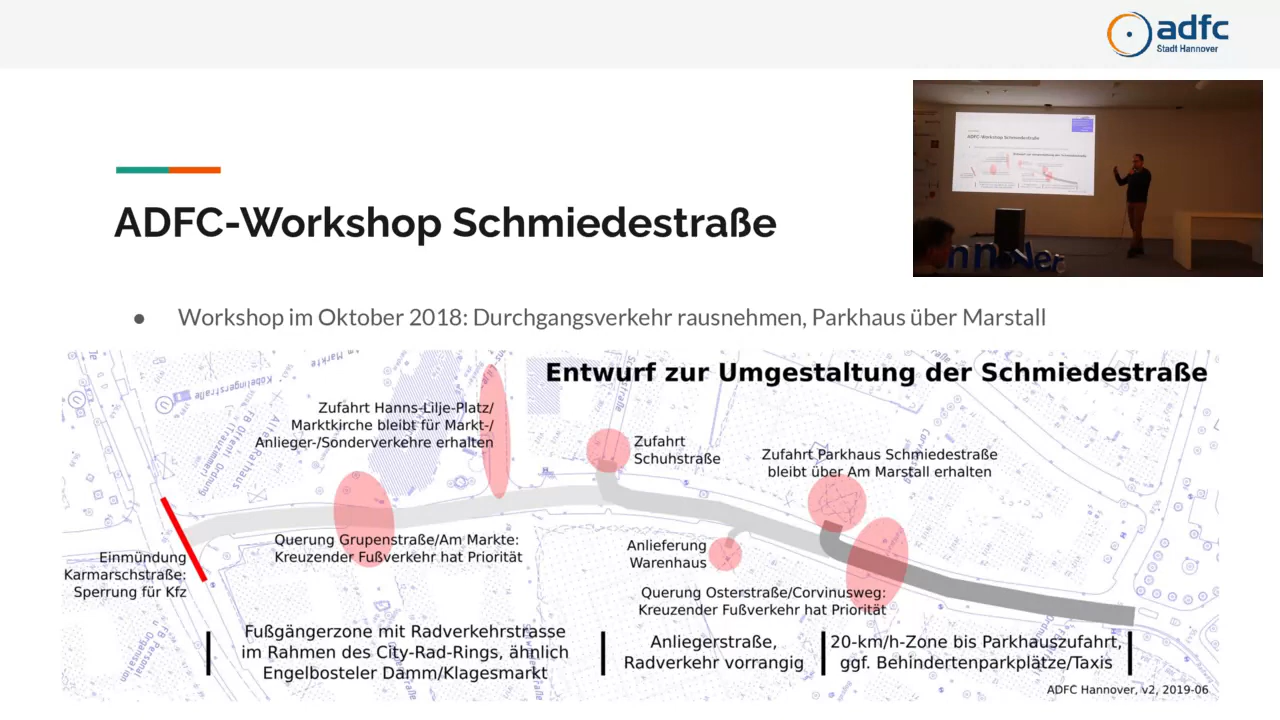 adfc
Stadt Hannover
ADFC-Workshop Schmiedestraße
ADFC-Workshop Schmiedestraße
● Workshop im Oktober 2018: Durchgangsverkehr rausnehmen, Parkhaus über Marstall
Entwurf zur Umgestaltung der Schmiedestraße
Zufahrt Hanns-Lilje-Platz/
Marktkirche bleibt für Markt-/
Anlieger-/Sonderverkehre erhalten
Zufahrt
Schuhstraße
Zufahrt Parkhaus Schmiedestraße
bleibt über Am Marstall erhalten
Einmündung
Karmarschstraße:
Sperrung für Kfz
Querung Grupenstraße/Am Markte:
Kreuzender Fußverkehr hat Priorität
Anlieferung
Warenhaus
Querung Osterstraße/Corvinusweg:
Kreuzender Fußverkehr hat Priorität
Fußgängerzone mit Radverkehrstrasse
im Rahmen des City-Rad-Rings, ähnlich
Engelbosteler Damm/Klagesmarkt
Anliegerstraße,
Radverkehr vorrangig
20-km/h-Zone bis Parkhauszufahrt,
ggf. Behindertenparkplätze/Taxis
ADFC Hannover, v2, 2019-06